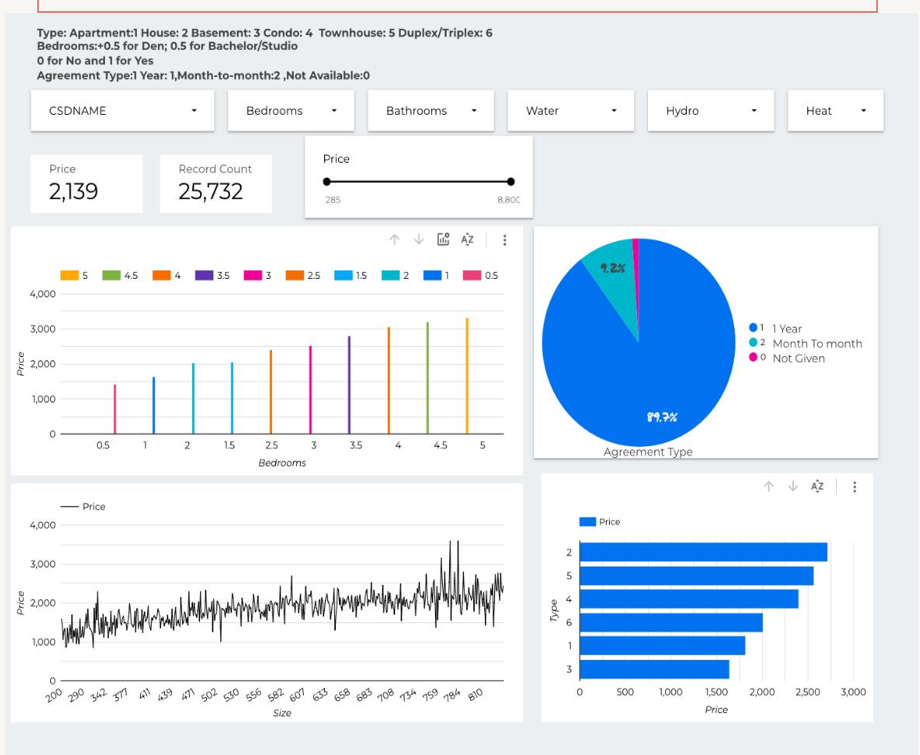 Type: Apartment:1 House: 2 Basement: 3 Condo: 4 Townhouse: 5 Duplex/Triplex: 6
Bedrooms:+0.5 for Den; 0.5 for Bachelor/Studio
0 for No and 1 for Yes
Agreement Type:1 Year: 1,Month-to-month:2 ,Not Available:0
CSDNAME Bedrooms Bathrooms Water Hydro Heat
Price
2,139
Record Count
25,732
Price
285 8,80
5 4.5 4 3.5 3 2.5 1.5 2 1 0.5
4,000
3,000
2,000
1,000
0
Price
0.5 1 2 1.5 2.5 3 3.5 4 4.5 5
Bedrooms
9.2%
89.7%
1 1 Year
2 Month To month
0 Not Given
Agreement Type
Price
4,000
3,000
2,000
1,000
0
Price
200 290 342 377 411 439 471 502 530 556 582 607 633 658 683 708 734 759 784 810
Size
Price
2
5
4
6
1
3
Type
0 500 1,000 1,500 2,000 2,500 3,000
Price